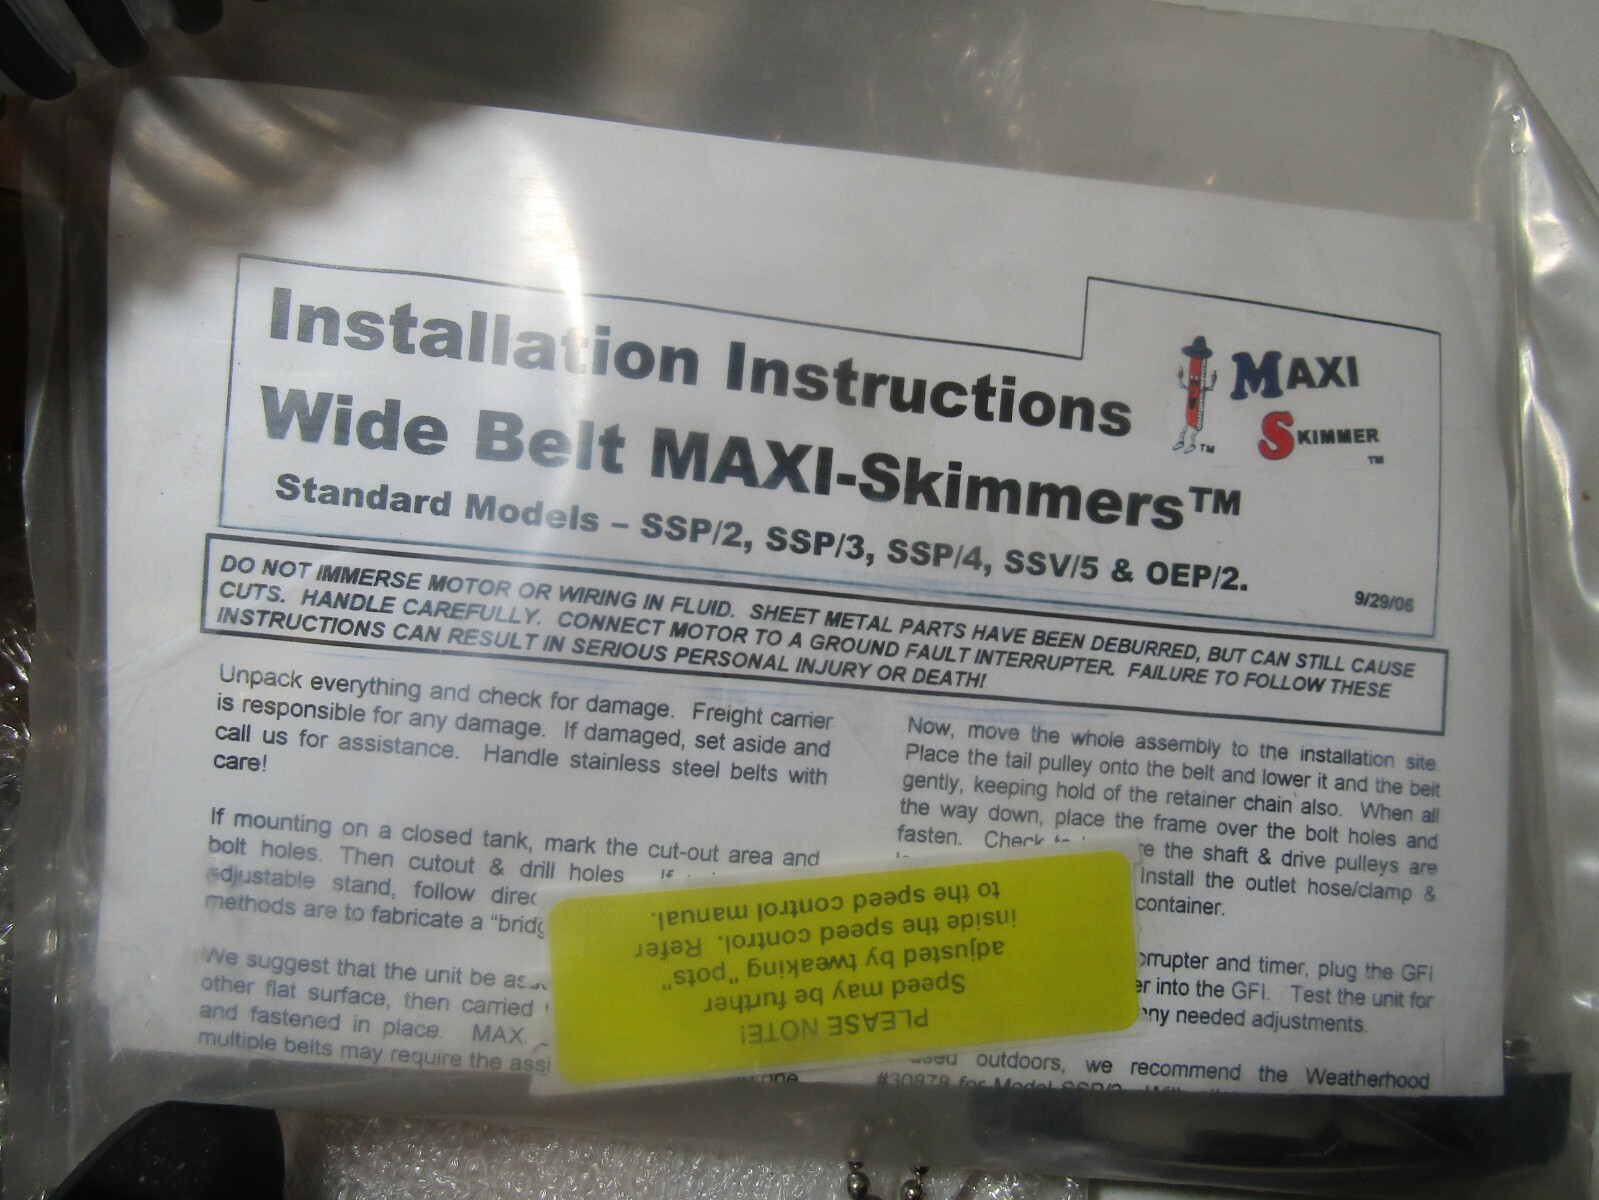 Installation Instructions
Wide Belt MAXI-Skimmers™
Standard Models – SSP/2, SSP/3, SSP/4, SSV/5 & OEP/2.
MAXI
SKIMMER
TM
TM
9/29/06
DO NOT IMMERSE MOTOR OR WIRING IN FLUID. SHEET METAL PARTS HAVE BEEN DEBURRED, BUT CAN STILL CAUSE
CUTS. HANDLE CAREFULLY. CONNECT MOTOR TO A GROUND FAULT INTERRUPTER. FAILURE TO FOLLOW THESE
INSTRUCTIONS CAN RESULT IN SERIOUS PERSONAL INJURY OR DEATH!
Unpack everything and check for damage. Freight carrier
is responsible for any damage. If damaged, set aside and
call us for assistance. Handle stainless steel belts with
care!
If mounting on a closed tank, mark the cut-out area and
bolt holes. Then cutout & drill holes. If
adjustable stand, follow
methods are to fabricate a
We suggest that the unit be
other flat surface, then carried
and fastened in place. MAX
multiple belts may require the
Now, move the whole assembly to the installation site.
Place the tail pulley onto the belt and lower it and the belt
gently, keeping hold of the retainer chain also. When all
the way down, place the frame over the bolt holes and
fasten. Check
the shaft & drive pulleys are
Install the outlet hose/clamp &
container.
and timer, plug the GFI
into the GFI. Test the unit for
any needed adjustments.
outdoors, we recommend the Weatherhood
#30878 for Model SSP/2.
PLEASE NOTE!
Speed may be further
adjusted by tweaking "pots"
inside the speed control. Refer
to the speed control manual.